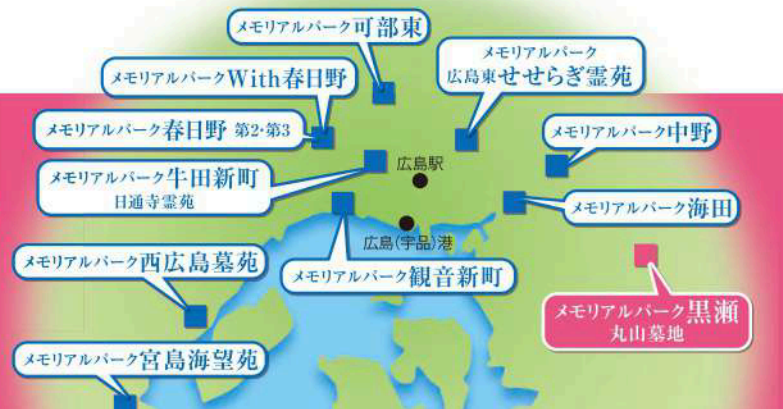 メモリアルパーク可部東
メモリアルパーク
広島東せせらぎ霊苑
メモリアルパークWith春日野
メモリアルパーク春日野 第2・第3
メモリアルパーク中野
広島駅
メモリアルパーク牛田新町
日通寺霊苑
メモリアルパーク海田
広島(宇品)港
メモリアルパーク西広島墓苑
メモリアルパーク観音新町
メモリアルパーク黒瀬
丸山墓地
メモリアルパーク宮島海望苑